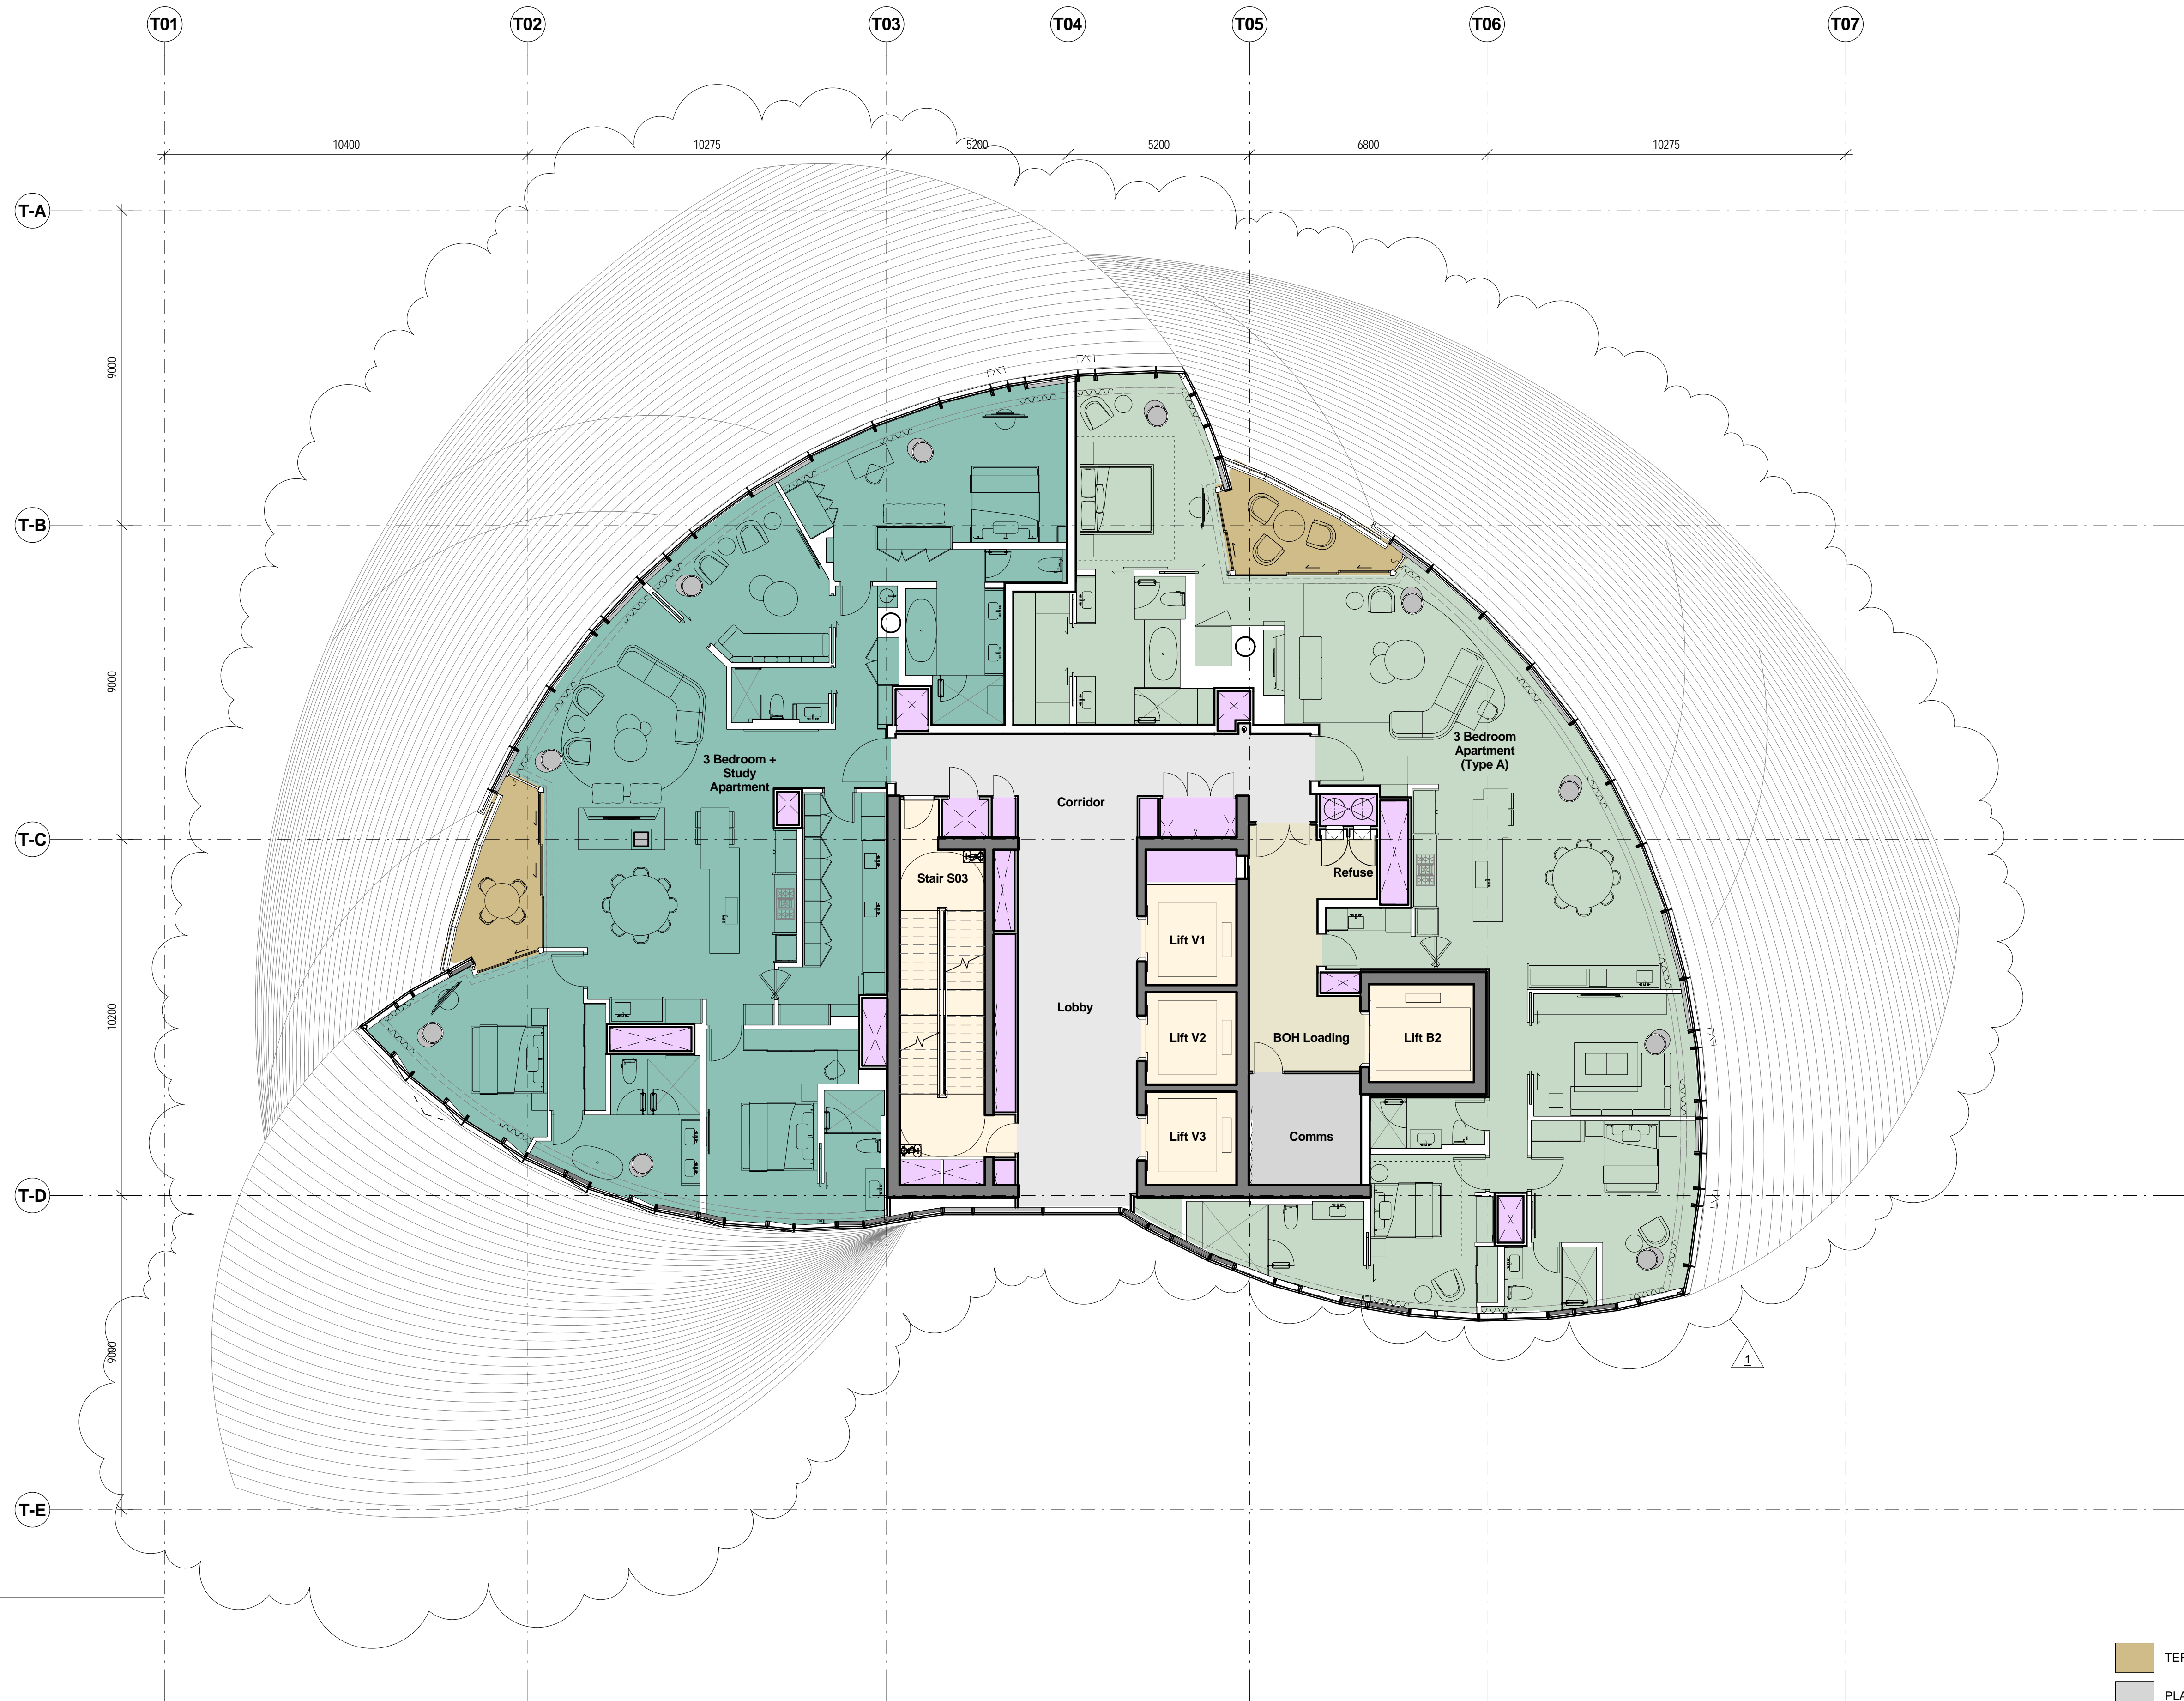 T01
T02
T03
T04
T05
T06
T07
10400
10275
5200
5200
6800
10275
T-A
9000
T-B
9000
T-C
10200
T-D
9090
T-E
3 Bedroom +
Study
Apartment
3 Bedroom
Apartment
(Type A)
Corridor
Stair S03
Refuse
Lift V1
Lobby
Lift V2
BOH Loading
Lift B2
Lift V3
Comms
1